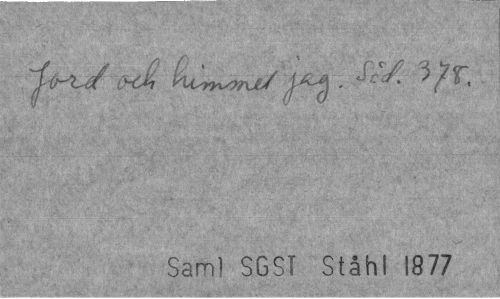 Jord och himmel jag. Sid. 378.
Saml SGST Ståhl 1877